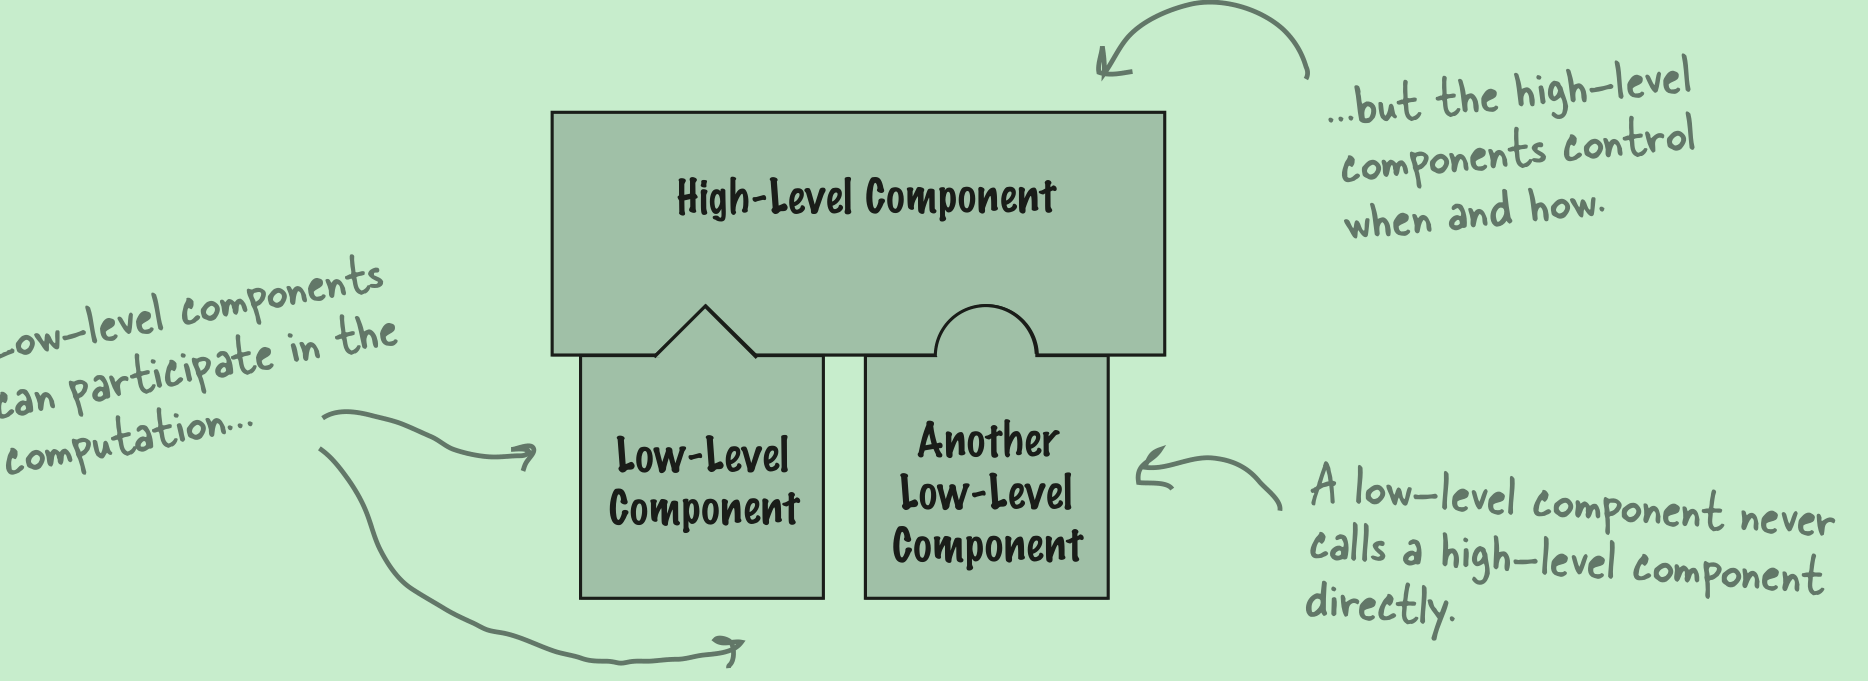 ...but the high-level
components control
when and how.
High-Level Component
Low-level components
can participate in the
computation...
Low-Level
Component
Another
Low-Level
Component
A low-level component never
calls a high-level component
directly.